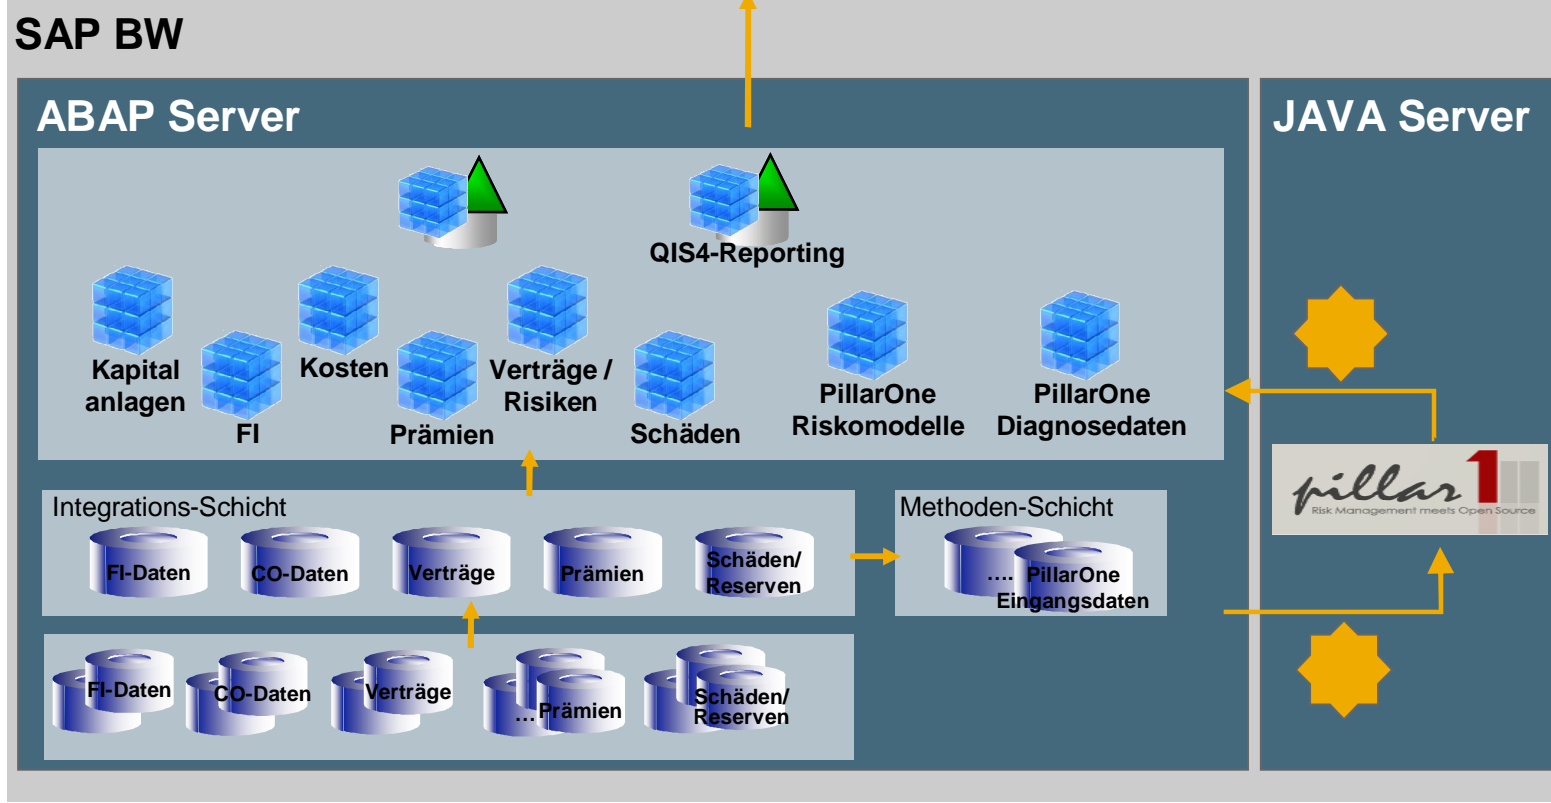 SAP BW
ABAP Server
JAVA Server
QIS4-Reporting
Kapital
anlagen
FI
Kosten
Prämien
Verträge /
Risiken
Schäden
PillarOne
Riskomodelle
PillarOne
Diagnosedaten
pillar 1
Risk Management meets Open Source
Integrations-Schicht
FI-Daten
CO-Daten
Verträge
Prämien
Schäden/
Reserven
Methoden-Schicht
…. PillarOne
Eingangsdaten
FI-Daten
CO-Daten
Verträge
… Prämien
Schäden/
Reserven